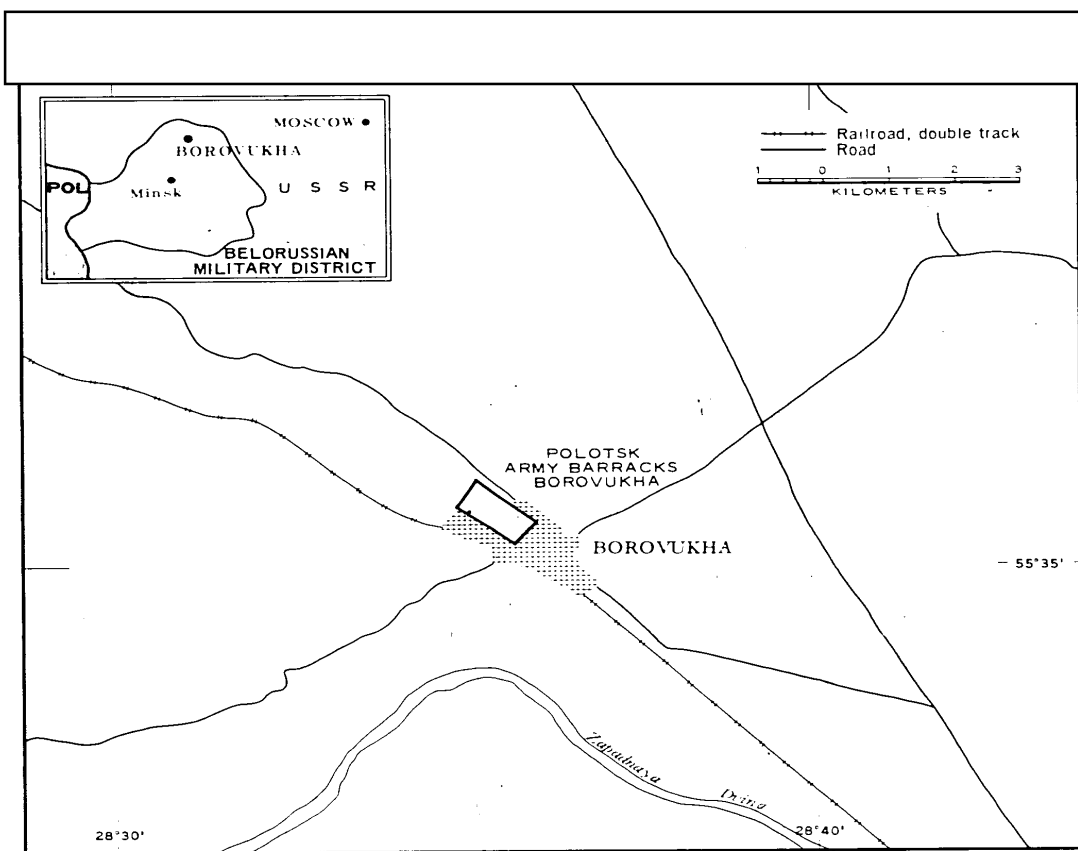 MOSCOW
BOROVUKHA
POL
Minsk
U S S R
BELORUSSIAN
MILITARY DISTRICT
Railroad, double track
Road
1 0 1 2 3
KILOMETERS
POLOTSK
ARMY BARRACKS
BOROVUKHA
BOROVUKHA
55°35'
Zapadnaya
Dvina
28°30'
28°40'